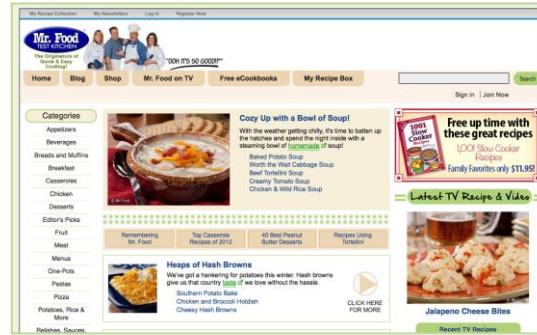 My Recipe Collection My Newsletters Log In Register Now
Mr. Food
TEST KITCHEN
The Originators of
Quick & Easy
Cooking!
"OOH IT'S SO GOOD!!"
Home Blog Shop Mr. Food on TV Free eCookbooks My Recipe Box
Search
Sign In | Join Now
Categories
Appetizers
Beverages
Breads and Muffins
Breakfast
Casseroles
Chicken
Desserts
Editor's Picks
Fruit
Meat
Menus
One-Pots
Pastas
Pizza
Potatoes, Rice &
More
Relishes, Sauces,
Cozy Up with a Bowl of Soup!
With the weather getting chilly, it's time to batten up
the hatches and spend the night inside with a
steaming bowl of homemade soup!
Baked Potato Soup
Worth the Wait Cabbage Soup
Beef Tortellini Soup
Creamy Tomato Soup
Chicken & Wild Rice Soup
Remembering
Mr. Food
Top Casserole
Recipes of 2012
40 Best Peanut
Butter Desserts
Recipes Using
Tortellini
Heaps of Hash Browns
We've got a hankering for potatoes this winter. Hash browns
give us that country taste we love without the hassle.
Southern Potato Bake
Chicken and Broccoli Hotdish
Cheesy Hash Browns
CLICK HERE
FOR MORE
1001
Slow
Cooker
Recipes
Free up time with
these great recipes
1,001 Slow Cooker
Recipes
Family Favorites only $11.95!
Latest TV Recipe & Video
Jalapeno Cheese Bites
Recent TV Recipes